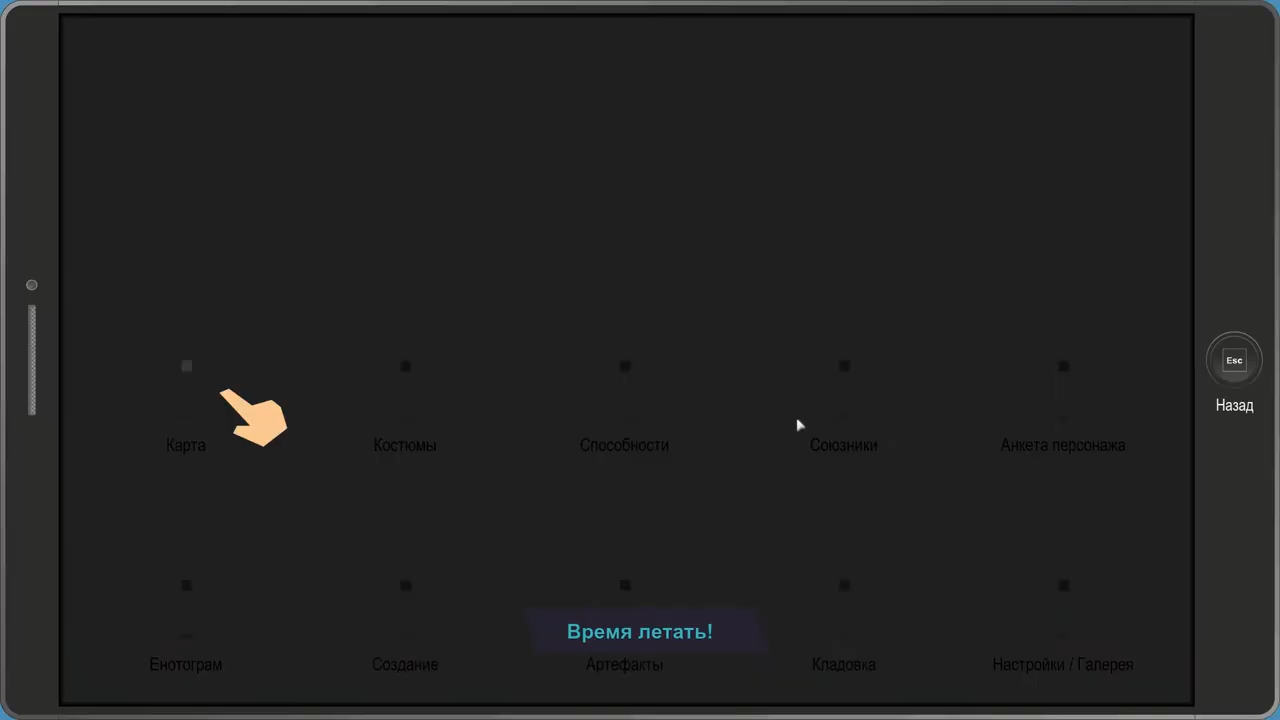 Esc
Назад
Карта
Костюмы
Способности
Союзники
Анкета персонажа
Время летать!
Енотограм
Создание
Артефакты
Кладовка
Настройки / Галерея